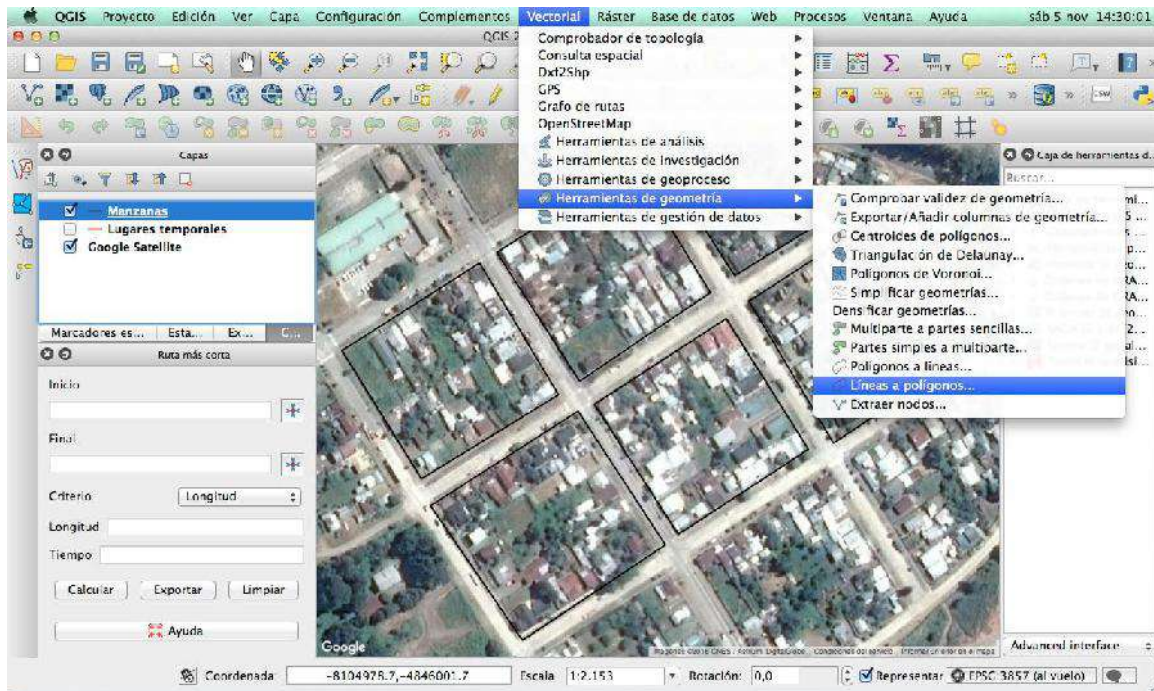 QGIS Proyecto Edición Ver Capa Configuración Complementos Vectorial Ráster Base de datos Web Procesos Ventana Ayuda sáb 5 nov 14:30:01
QGIS 2
Comprobador de topología
Consulta espacial
Dxf2Shp
GPS
Grafo de rutas
OpenStreetMap
Herramientas de análisis
Herramientas de investigación
Herramientas de geoproceso
Herramientas de geometría
Herramientas de gestión de datos
Comprobar validez de geometría...
Exportar/Añadir columnas de geometría...
Centroides de polígonos...
Triangulación de Delaunay...
Polígonos de Voronoi...
Simplificar geometrías...
Densificar geometrías...
Multiparte a partes sencillas...
Partes simples a multiparte...
Polígonos a líneas...
Líneas a polígonos...
Extraer nodos...
Capas
Manzanas
Lugares temporales
Google Satellite
Marcadores es... Esta... Ex... C...
Ruta más corta
Inicio
Final
Criterio Longitud
Longitud
Tiempo
Calcular Exportar Limpiar
Ayuda
Caja de herramientas d...
Buscar...
Google
Advanced interface
Coordenada: -8104978.7,-4846001.7 Escala 1:2.153 Rotación: 0,0 Representar EPSG:3857 (al vuelo)